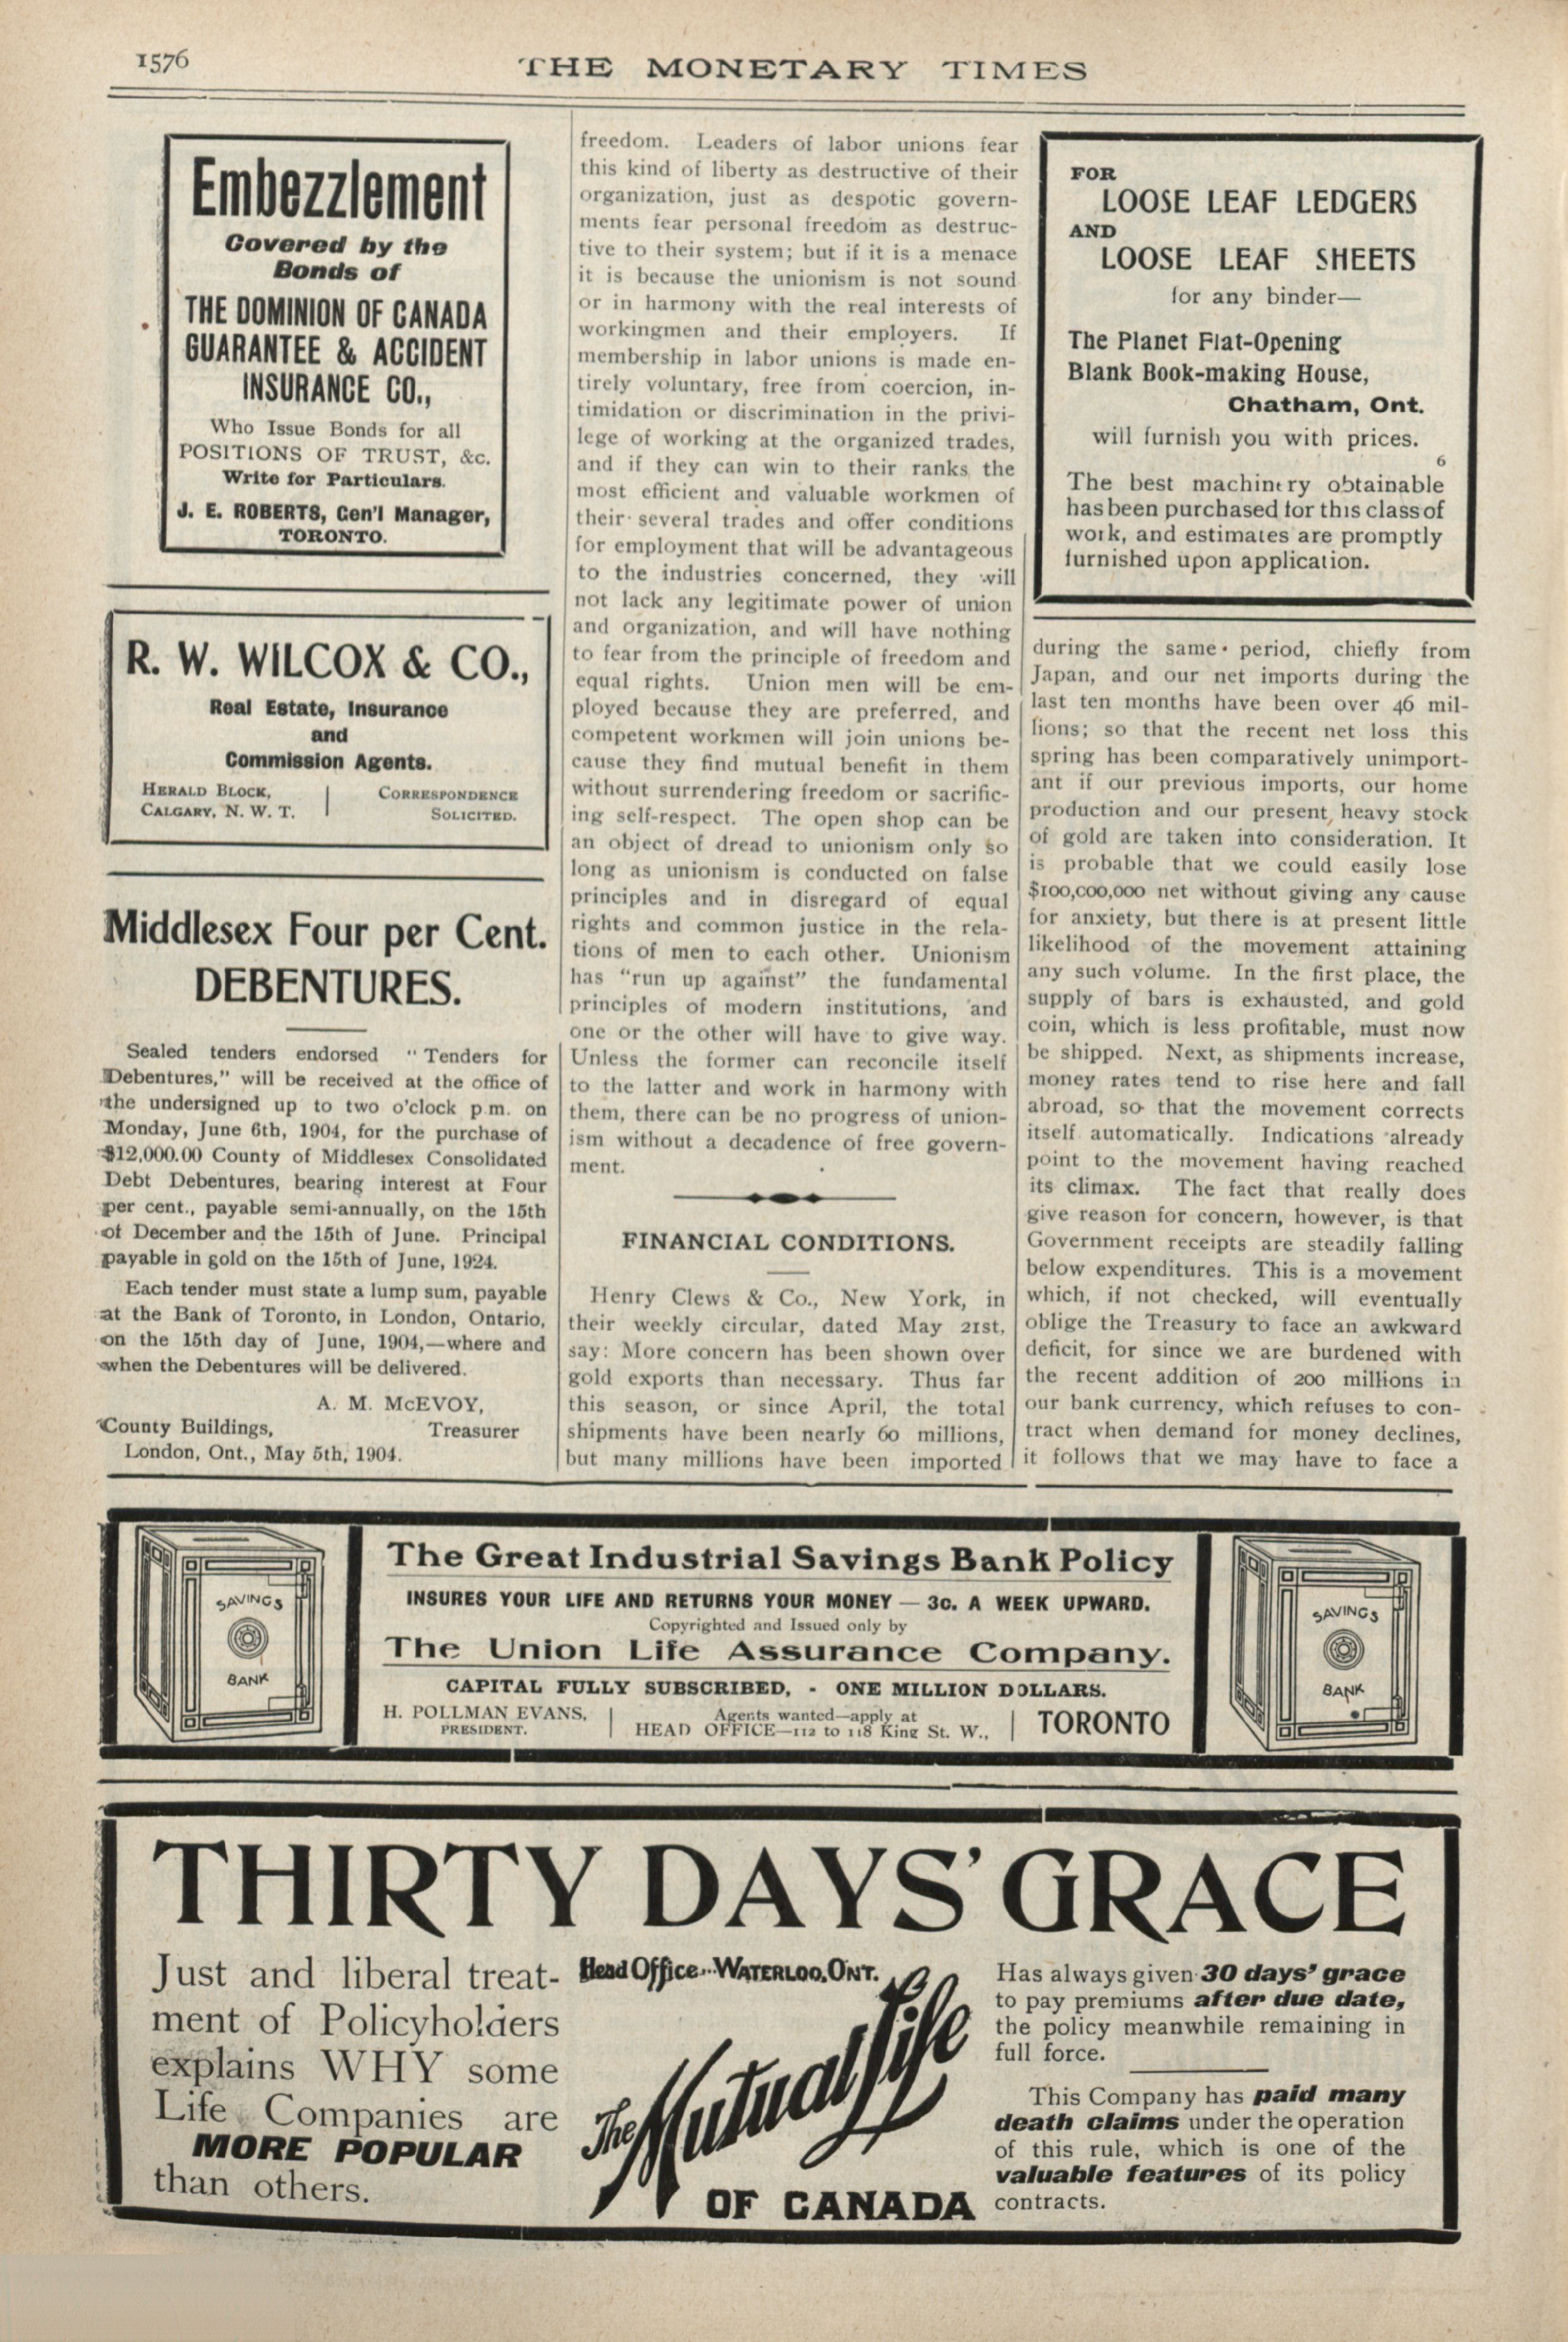 1576
THE MONETARY TIMES
Embezzlement
Covered by the
Bonds of
THE DOMINION OF CANADA
GUARANTEE & ACCIDENT
INSURANCE CO.,
Who Issue Bonds for all
POSITIONS OF TRUST, &c.
Write for Particulars.
J. E. ROBERTS, Gen'l Manager,
TORONTO.
R. W. WILCOX & CO.,
Real Estate, Insurance
and
Commission Agents.
HERALD BLOCK,
CALGARY, N. W. T.
CORRESPONDENCE
SOLICITED.
Middlesex Four per Cent.
DEBENTURES.
Sealed tenders endorsed "Tenders for
Debentures," will be received at the office of
the undersigned up to two o'clock p.m. on
Monday, June 6th, 1904, for the purchase of
$12,000.00 County of Middlesex Consolidated
Debt Debentures, bearing interest at Four
per cent., payable semi-annually, on the 15th
of December and the 15th of June. Principal
payable in gold on the 15th of June, 1924.
Each tender must state a lump sum, payable
at the Bank of Toronto, in London, Ontario,
on the 15th day of June, 1904,—where and
when the Debentures will be delivered.
A. M. McEVOY,
County Buildings, Treasurer
London, Ont., May 5th, 1904.
freedom. Leaders of labor unions fear
this kind of liberty as destructive of their
organization, just as despotic govern-
ments fear personal freedom as destruc-
tive to their system; but if it is a menace
it is because the unionism is not sound
or in harmony with the real interests of
workingmen and their employers. If
membership in labor unions is made en-
tirely voluntary, free from coercion, in-
timidation or discrimination in the privi-
lege of working at the organized trades,
and if they can win to their ranks the
most efficient and valuable workmen of
their several trades and offer conditions
for employment that will be advantageous
to the industries concerned, they will
not lack any legitimate power of union
and organization, and will have nothing
to fear from the principle of freedom and
equal rights. Union men will be em-
ployed because they are preferred, and
competent workmen will join unions be-
cause they find mutual benefit in them
without surrendering freedom or sacrific-
ing self-respect. The open shop can be
an object of dread to unionism only so
long as unionism is conducted on false
principles and in disregard of equal
rights and common justice in the rela-
tions of men to each other. Unionism
has "run up against" the fundamental
principles of modern institutions, and
one or the other will have to give way.
Unless the former can reconcile itself
to the latter and work in harmony with
them, there can be no progress of union-
ism without a decadence of free govern-
ment.
FINANCIAL CONDITIONS.
Henry Clews & Co., New York, in
their weekly circular, dated May 21st,
say: More concern has been shown over
gold exports than necessary. Thus far
this season, or since April, the total
shipments have been nearly 60 millions,
but many millions have been imported
FOR
LOOSE LEAF LEDGERS
AND
LOOSE LEAF SHEETS
for any binder—
The Planet Flat-Opening
Blank Book-making House,
Chatham, Ont.
will furnish you with prices.
6
The best machinery obtainable
has been purchased for this class of
work, and estimates are promptly
furnished upon application.
during the same period, chiefly from
Japan, and our net imports during the
last ten months have been over 46 mil-
lions; so that the recent net loss this
spring has been comparatively unimport-
ant if our previous imports, our home
production and our present, heavy stock
of gold are taken into consideration. It
is probable that we could easily lose
$100,000,000 net without giving any cause
for anxiety, but there is at present little
likelihood of the movement attaining
any such volume. In the first place, the
supply of bars is exhausted, and gold
coin, which is less profitable, must now
be shipped. Next, as shipments increase,
money rates tend to rise here and fall
abroad, so that the movement corrects
itself automatically. Indications already
point to the movement having reached
its climax. The fact that really does
give reason for concern, however, is that
Government receipts are steadily falling
below expenditures. This is a movement
which, if not checked, will eventually
oblige the Treasury to face an awkward
deficit, for since we are burdened with
the recent addition of 200 millions in
our bank currency, which refuses to con-
tract when demand for money declines,
it follows that we may have to face a
SAVINGS
BANK
The Great Industrial Savings Bank Policy
INSURES YOUR LIFE AND RETURNS YOUR MONEY — 3c. A WEEK UPWARD.
Copyrighted and Issued only by
The Union Life Assurance Company.
CAPITAL FULLY SUBSCRIBED, - ONE MILLION DOLLARS.
H. POLLMAN EVANS,
PRESIDENT.
Agents wanted—apply at
HEAD OFFICE—112 to 118 King St. W.,
TORONTO
SAVINGS
BANK
THIRTY DAYS' GRACE
Just and liberal treat-
ment of Policyholders
explains WHY some
Life Companies are
MORE POPULAR
than others.
Head Office..WATERLOO, ONT.
The Mutual Life
OF CANADA
Has always given 30 days' grace
to pay premiums after due date,
the policy meanwhile remaining in
full force.
This Company has paid many
death claims under the operation
of this rule, which is one of the
valuable features of its policy
contracts.